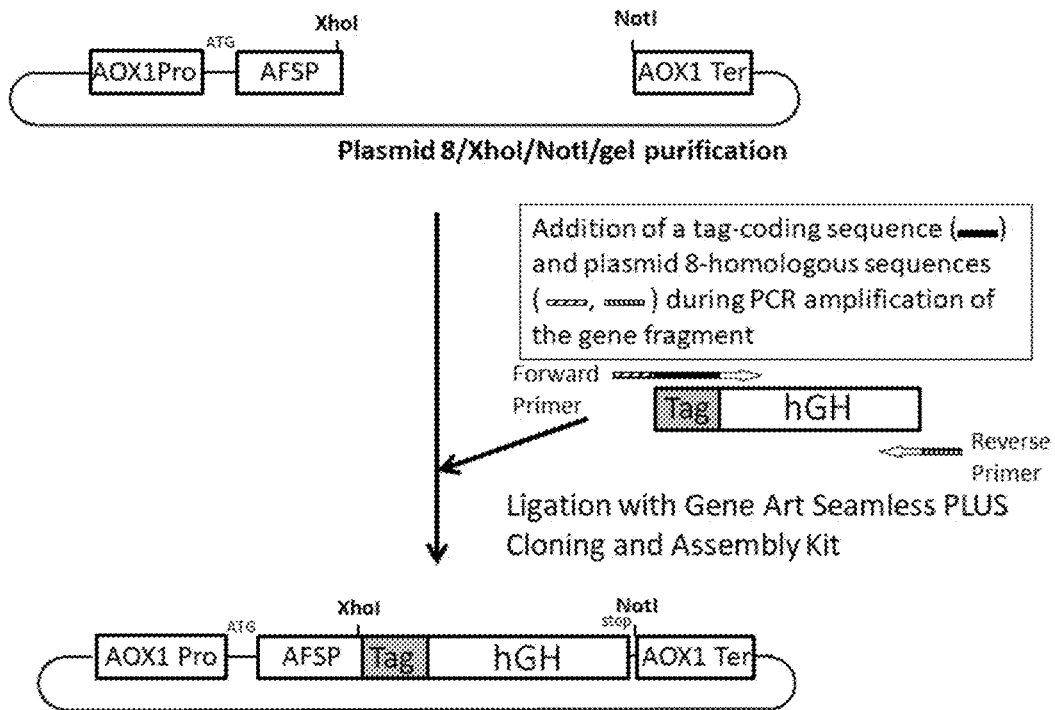 XhoI
NotI
ATG
AOX1Pro
AFSP
AOX1 Ter
Plasmid 8/XhoI/NotI/gel purification
Addition of a tag-coding sequence ( )
and plasmid 8-homologous sequences
( , ) during PCR amplification of
the gene fragment
Forward
Primer
Tag
hGH
Reverse
Primer
Ligation with Gene Art Seamless PLUS
Cloning and Assembly Kit
XhoI
NotI
ATG
stop
AOX1 Pro
AFSP
Tag
hGH
AOX1 Ter